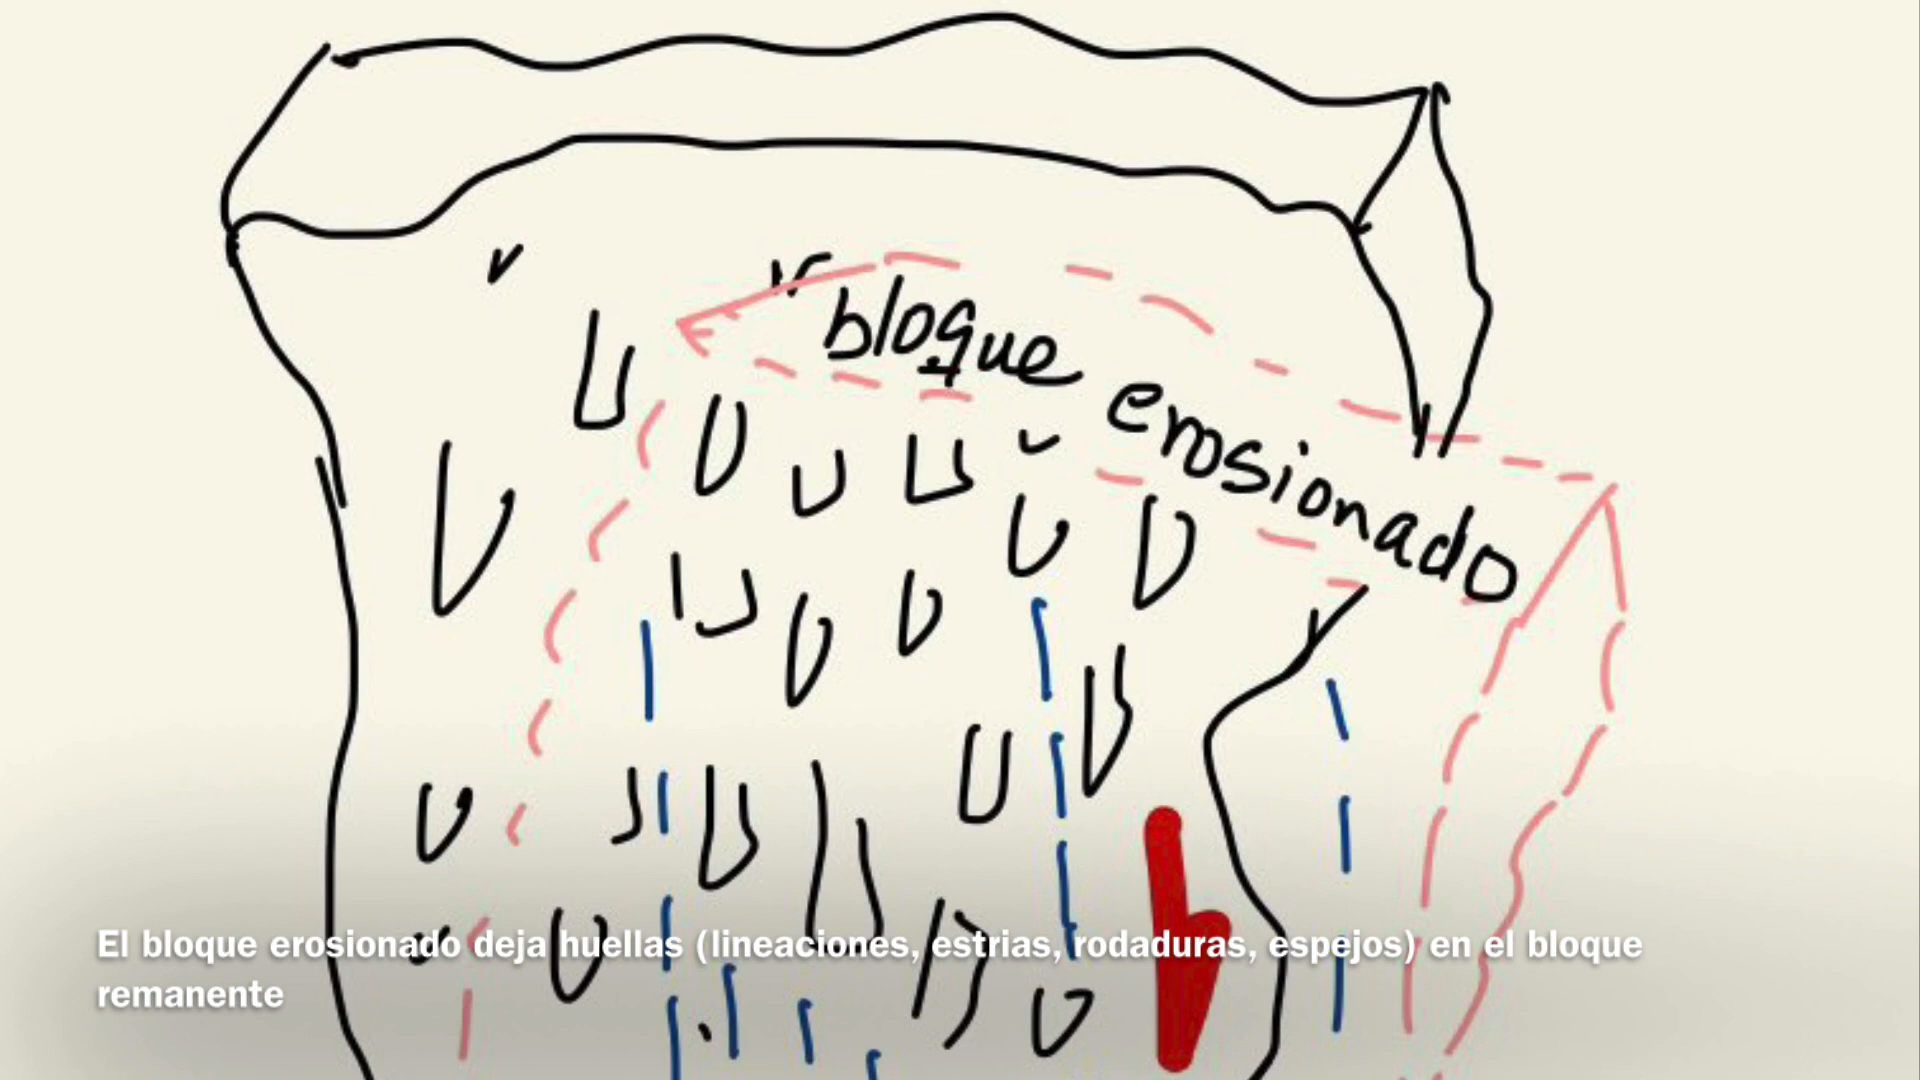 bloque
erosionado
El bloque erosionado deja huellas (lineaciones, estrias, rodaduras, espejos) en el bloque
remanente